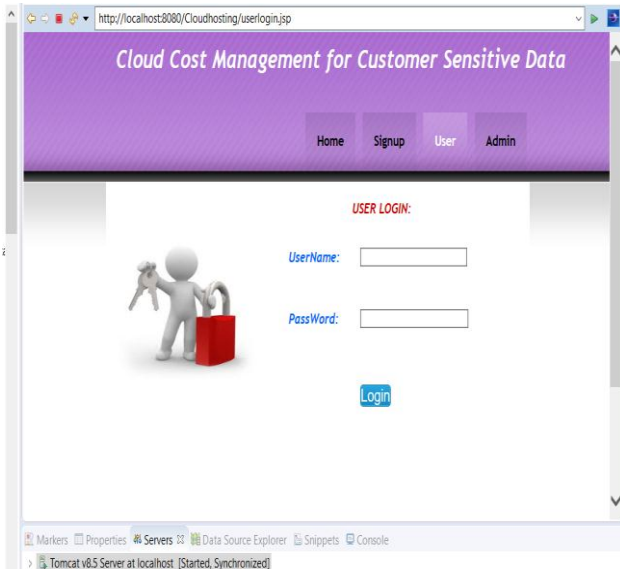 http://localhost:8080/Cloudhosting/userlogin.jsp
Cloud Cost Management for Customer Sensitive Data
Home Signup User Admin
USER LOGIN:
UserName:
PassWord:
Login
Markers Properties Servers Data Source Explorer Snippets Console
Tomcat v8.5 Server at localhost [Started, Synchronized]